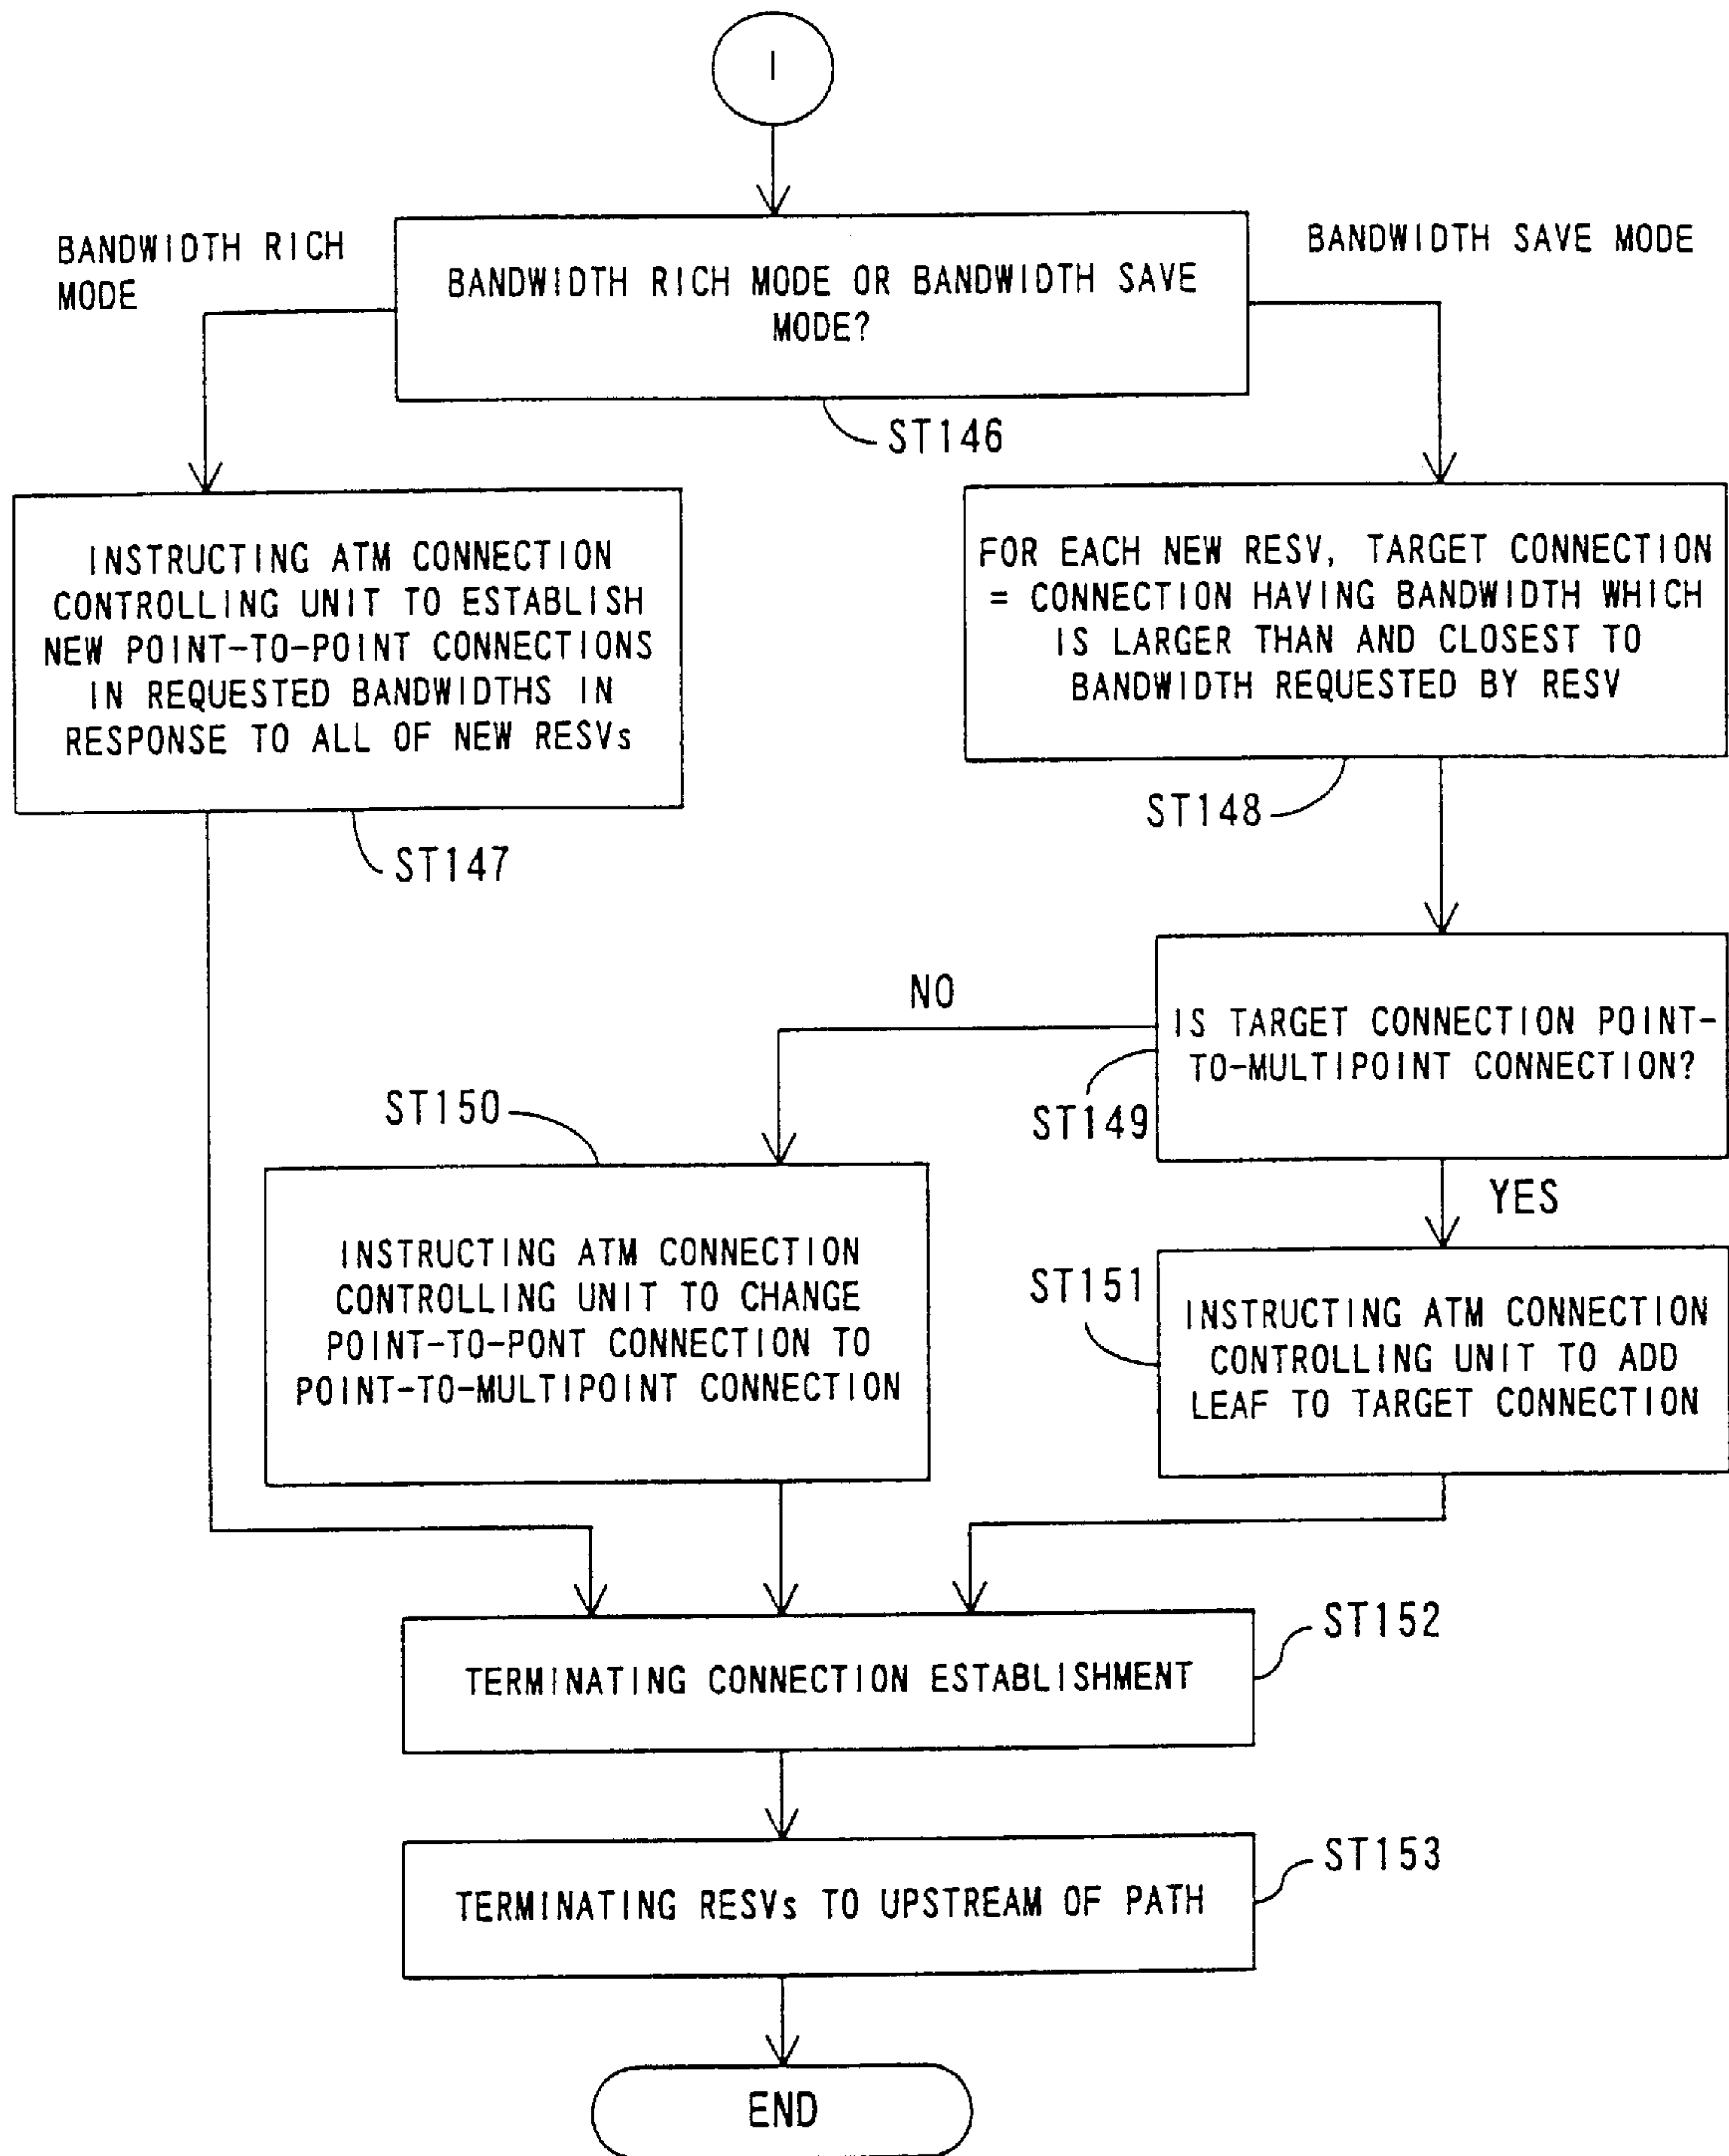 I
BANDWIDTH RICH
MODE
BANDWIDTH RICH MODE OR BANDWIDTH SAVE
MODE?
BANDWIDTH SAVE MODE
ST146
INSTRUCTING ATM CONNECTION
CONTROLLING UNIT TO ESTABLISH
NEW POINT-TO-POINT CONNECTIONS
IN REQUESTED BANDWIDTHS IN
RESPONSE TO ALL OF NEW RESVs
ST147
FOR EACH NEW RESV, TARGET CONNECTION
= CONNECTION HAVING BANDWIDTH WHICH
IS LARGER THAN AND CLOSEST TO
BANDWIDTH REQUESTED BY RESV
ST148
NO
IS TARGET CONNECTION POINT-
TO-MULTIPOINT CONNECTION?
ST149
YES
ST150
INSTRUCTING ATM CONNECTION
CONTROLLING UNIT TO CHANGE
POINT-TO-PONT CONNECTION TO
POINT-TO-MULTIPOINT CONNECTION
ST151
INSTRUCTING ATM CONNECTION
CONTROLLING UNIT TO ADD
LEAF TO TARGET CONNECTION
TERMINATING CONNECTION ESTABLISHMENT
ST152
TERMINATING RESVs TO UPSTREAM OF PATH
ST153
END